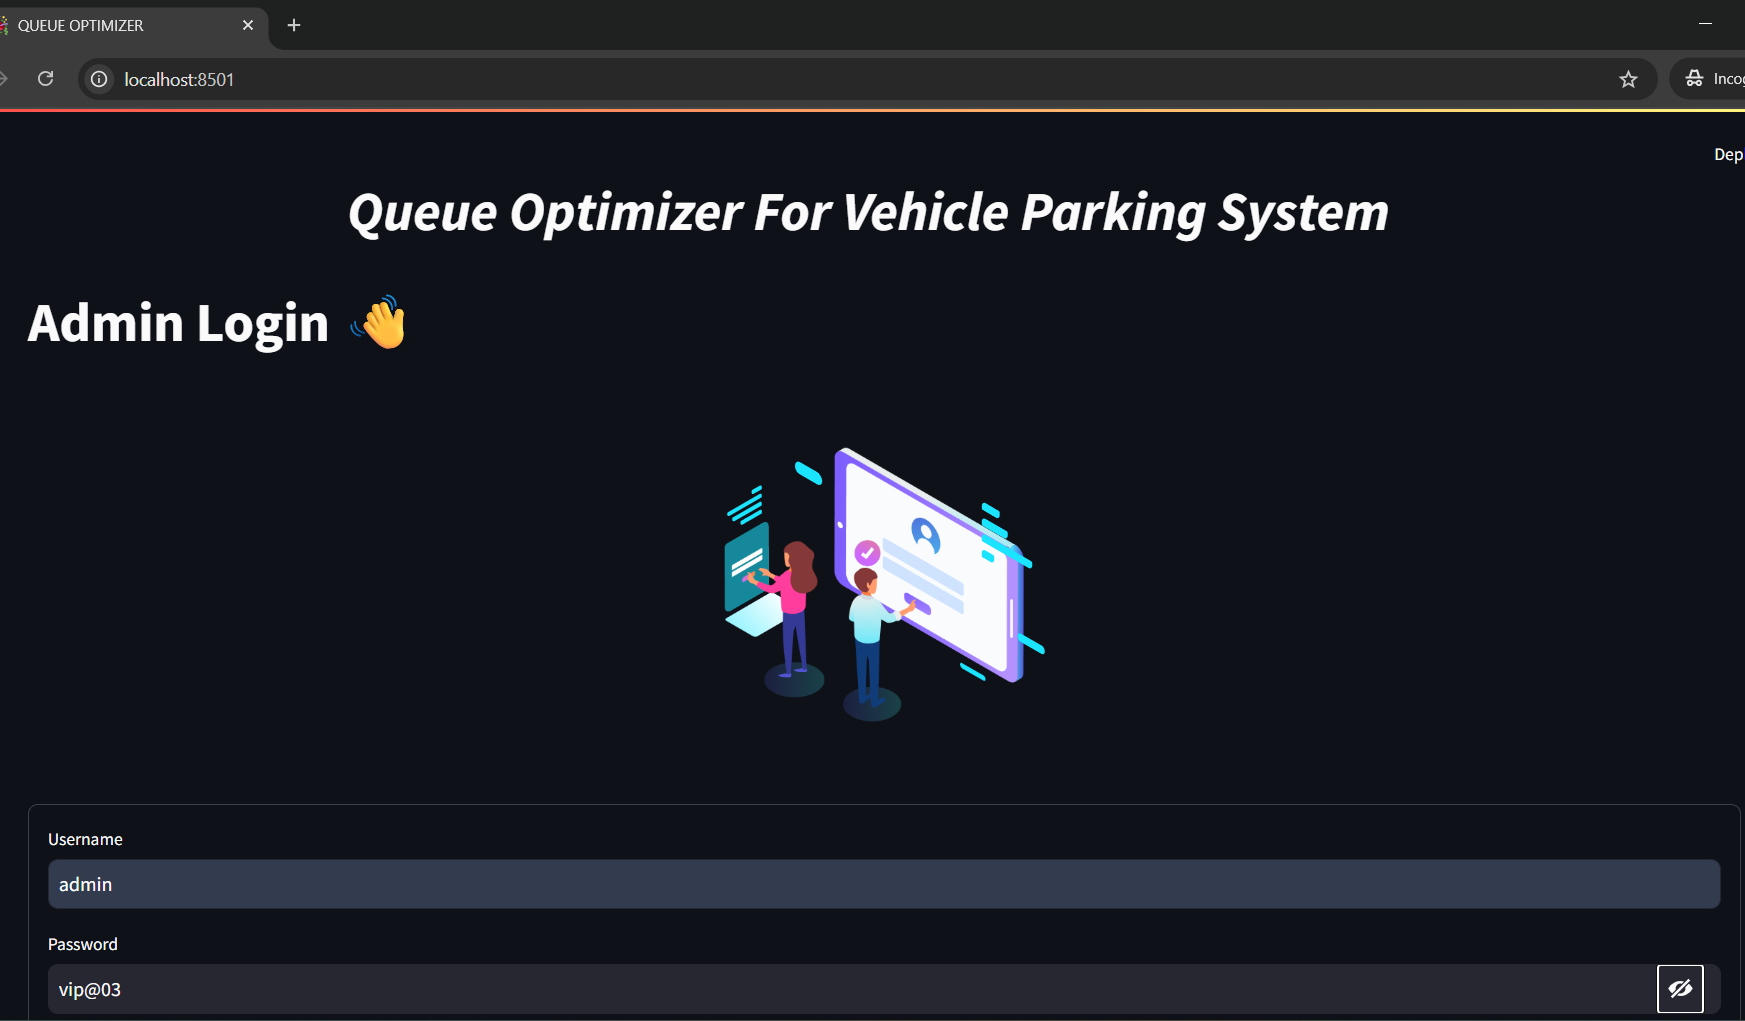 QUEUE OPTIMIZER
localhost:8501
Incog
Dep
Queue Optimizer For Vehicle Parking System
Admin Login
Username
admin
Password
vip@03